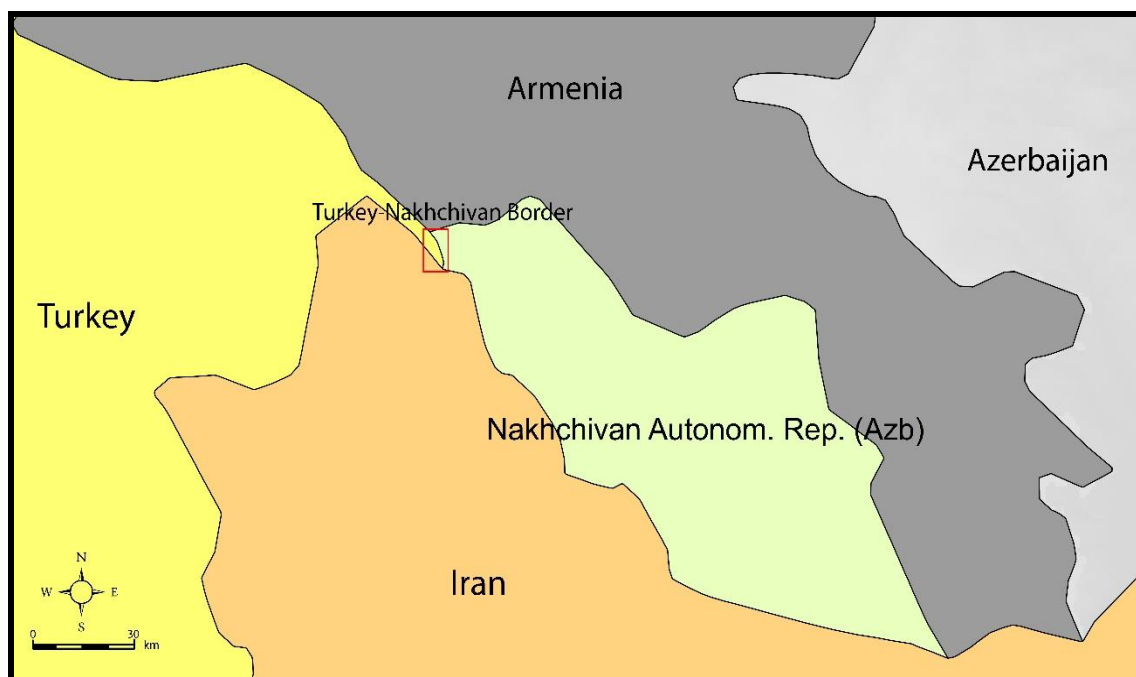 Armenia
Azerbaijan
Turkey-Nakhchivan Border
Turkey
Nakhchivan Autonom. Rep. (Azb)
Iran
N
W E
S
0 30
km